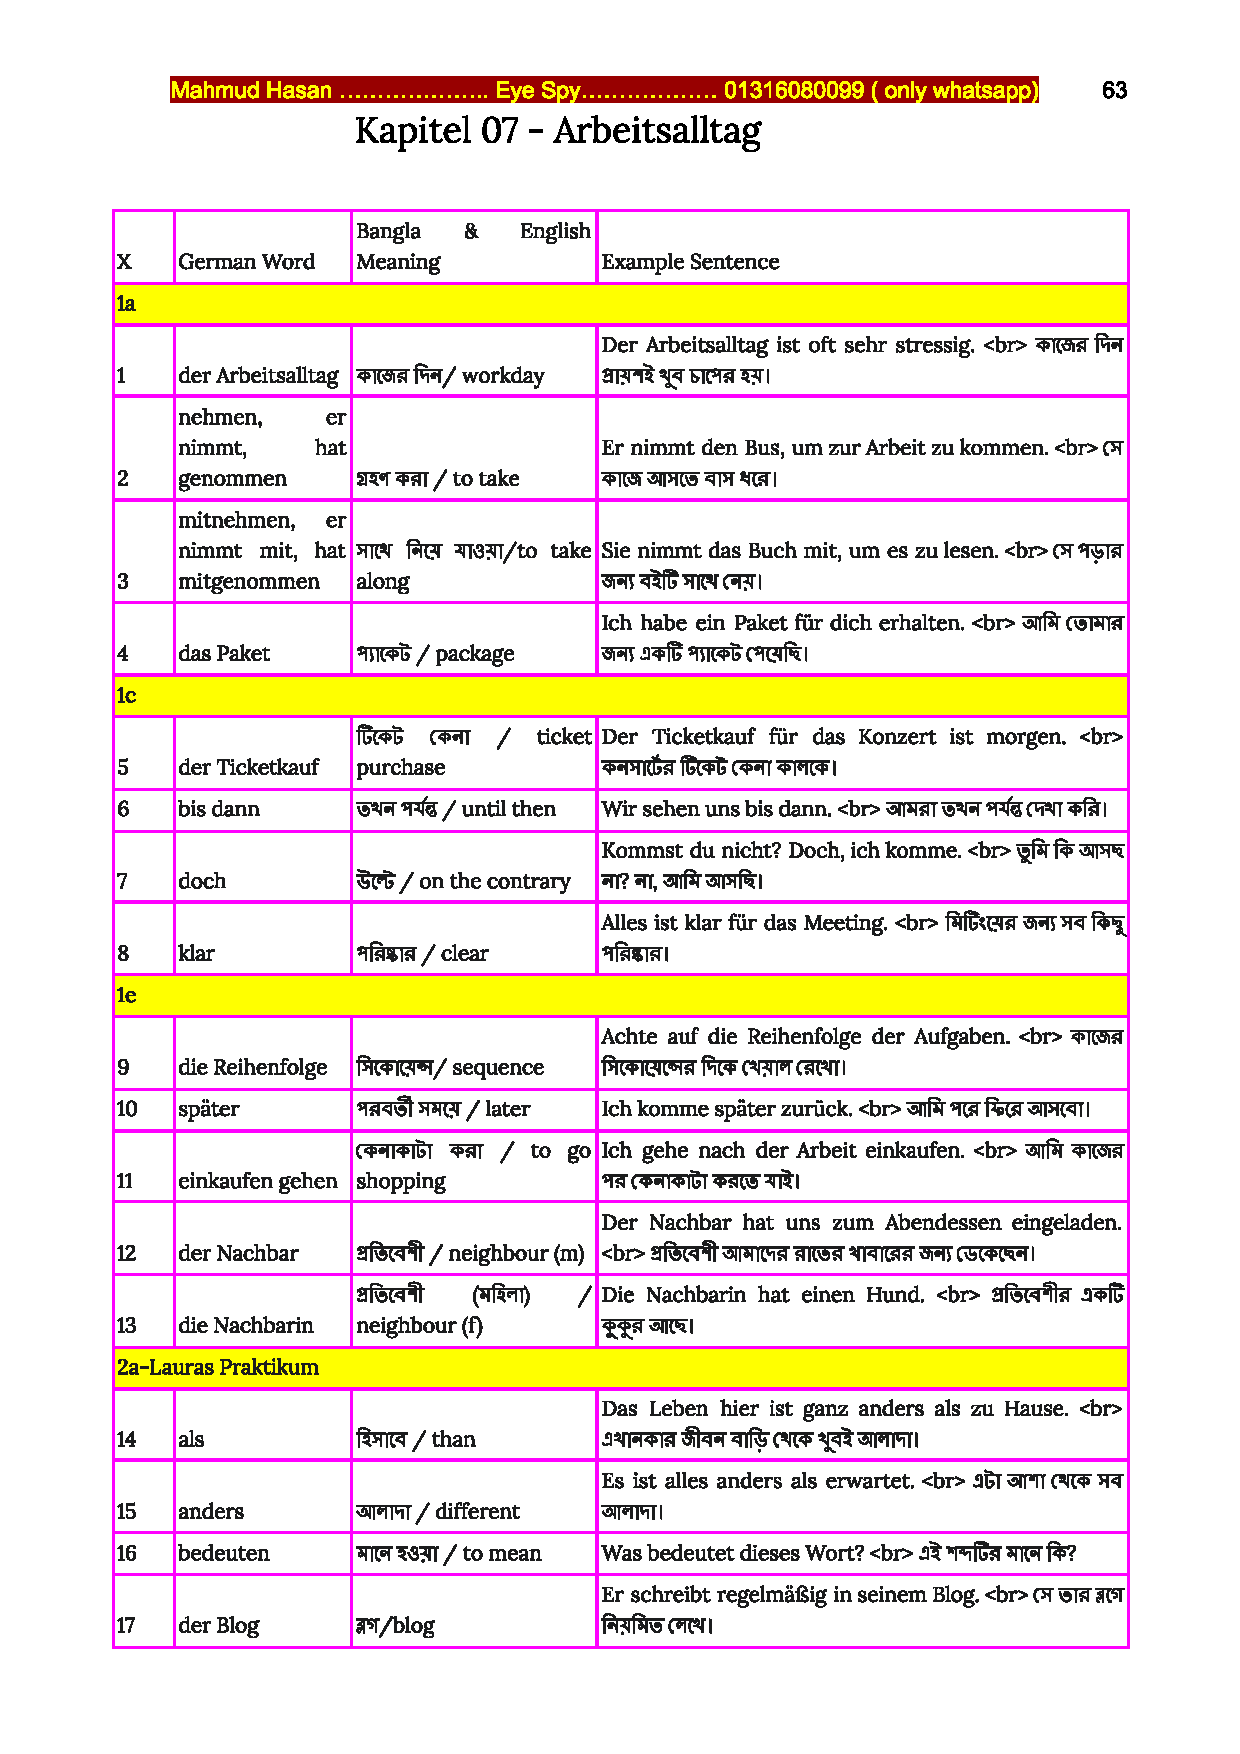 Mahmud Hasan ……………….. Eye Spy……………… 01316080099 ( only whatsapp) 63
Kapitel 07 - Arbeitsalltag
Bangla & English
X German Word Meaning Example Sentence
1a
Der Arbeitsalltag ist oft sehr stressig. <br> কাজের দিন
1 der Arbeitsalltag কাজের দিন/ workday প্রায়শই খুব চাপের হয়।
nehmen, er
nimmt, hat Er nimmt den Bus, um zur Arbeit zu kommen. <br> সে
2 genommen গ্রহণ করা / to take কাজে আসতে বাস ধরে।
mitnehmen, er
nimmt mit, hat সাথে নিয়ে যাওয়া/to take Sie nimmt das Buch mit, um es zu lesen. <br> সে পড়ার
3 mitgenommen along জন্য বইটি সাথে নেয়।
Ich habe ein Paket für dich erhalten. <br> আমি তোমার
4 das Paket প্যাকেট / package জন্য একটি প্যাকেট পেয়েছি।
1c
টিকেট কেনা / ticket Der Ticketkauf für das Konzert ist morgen. <br>
5 der Ticketkauf purchase কনসার্টের টিকেট কেনা কালকে।
6 bis dann তখন পর্যন্ত / until then Wir sehen uns bis dann. <br> আমরা তখন পর্যন্ত দেখা করি।
Kommst du nicht? Doch, ich komme. <br> তুমি কি আসছ
7 doch উল্টে / on the contrary না? না, আমি আসছি।
Alles ist klar für das Meeting. <br> মিটিংয়ের জন্য সব কিছু
8 klar পরিষ্কার / clear পরিষ্কার।
1e
Achte auf die Reihenfolge der Aufgaben. <br> কাজের
9 die Reihenfolge সিকোয়েন্স/ sequence সিকোয়েন্সের দিকে খেয়াল রেখো।
10 später পরবর্তী সময়ে / later Ich komme später zurück. <br> আমি পরে ফিরে আসবো।
কেনাকাটা করা / to go Ich gehe nach der Arbeit einkaufen. <br> আমি কাজের
11 einkaufen gehen shopping পর কেনাকাটা করতে যাই।
Der Nachbar hat uns zum Abendessen eingeladen.
12 der Nachbar প্রতিবেশী / neighbour (m) <br> প্রতিবেশী আমাদের রাতের খাবারের জন্য ডেকেছেন।
প্রতিবেশী (মহিলা) / Die Nachbarin hat einen Hund. <br> প্রতিবেশীর একটি
13 die Nachbarin neighbour (f) কুকুর আছে।
2a-Lauras Praktikum
Das Leben hier ist ganz anders als zu Hause. <br>
14 als হিসাবে / than এখানকার জীবন বাড়ি থেকে খুবই আলাদা।
Es ist alles anders als erwartet. <br> এটা আশা থেকে সব
15 anders আলাদা / different আলাদা।
16 bedeuten মানে হওয়া / to mean Was bedeutet dieses Wort? <br> এই শব্দটির মানে কি?
Er schreibt regelmäßig in seinem Blog. <br> সে তার ব্লগে
17 der Blog ব্লগ/blog নিয়মিত লেখে।